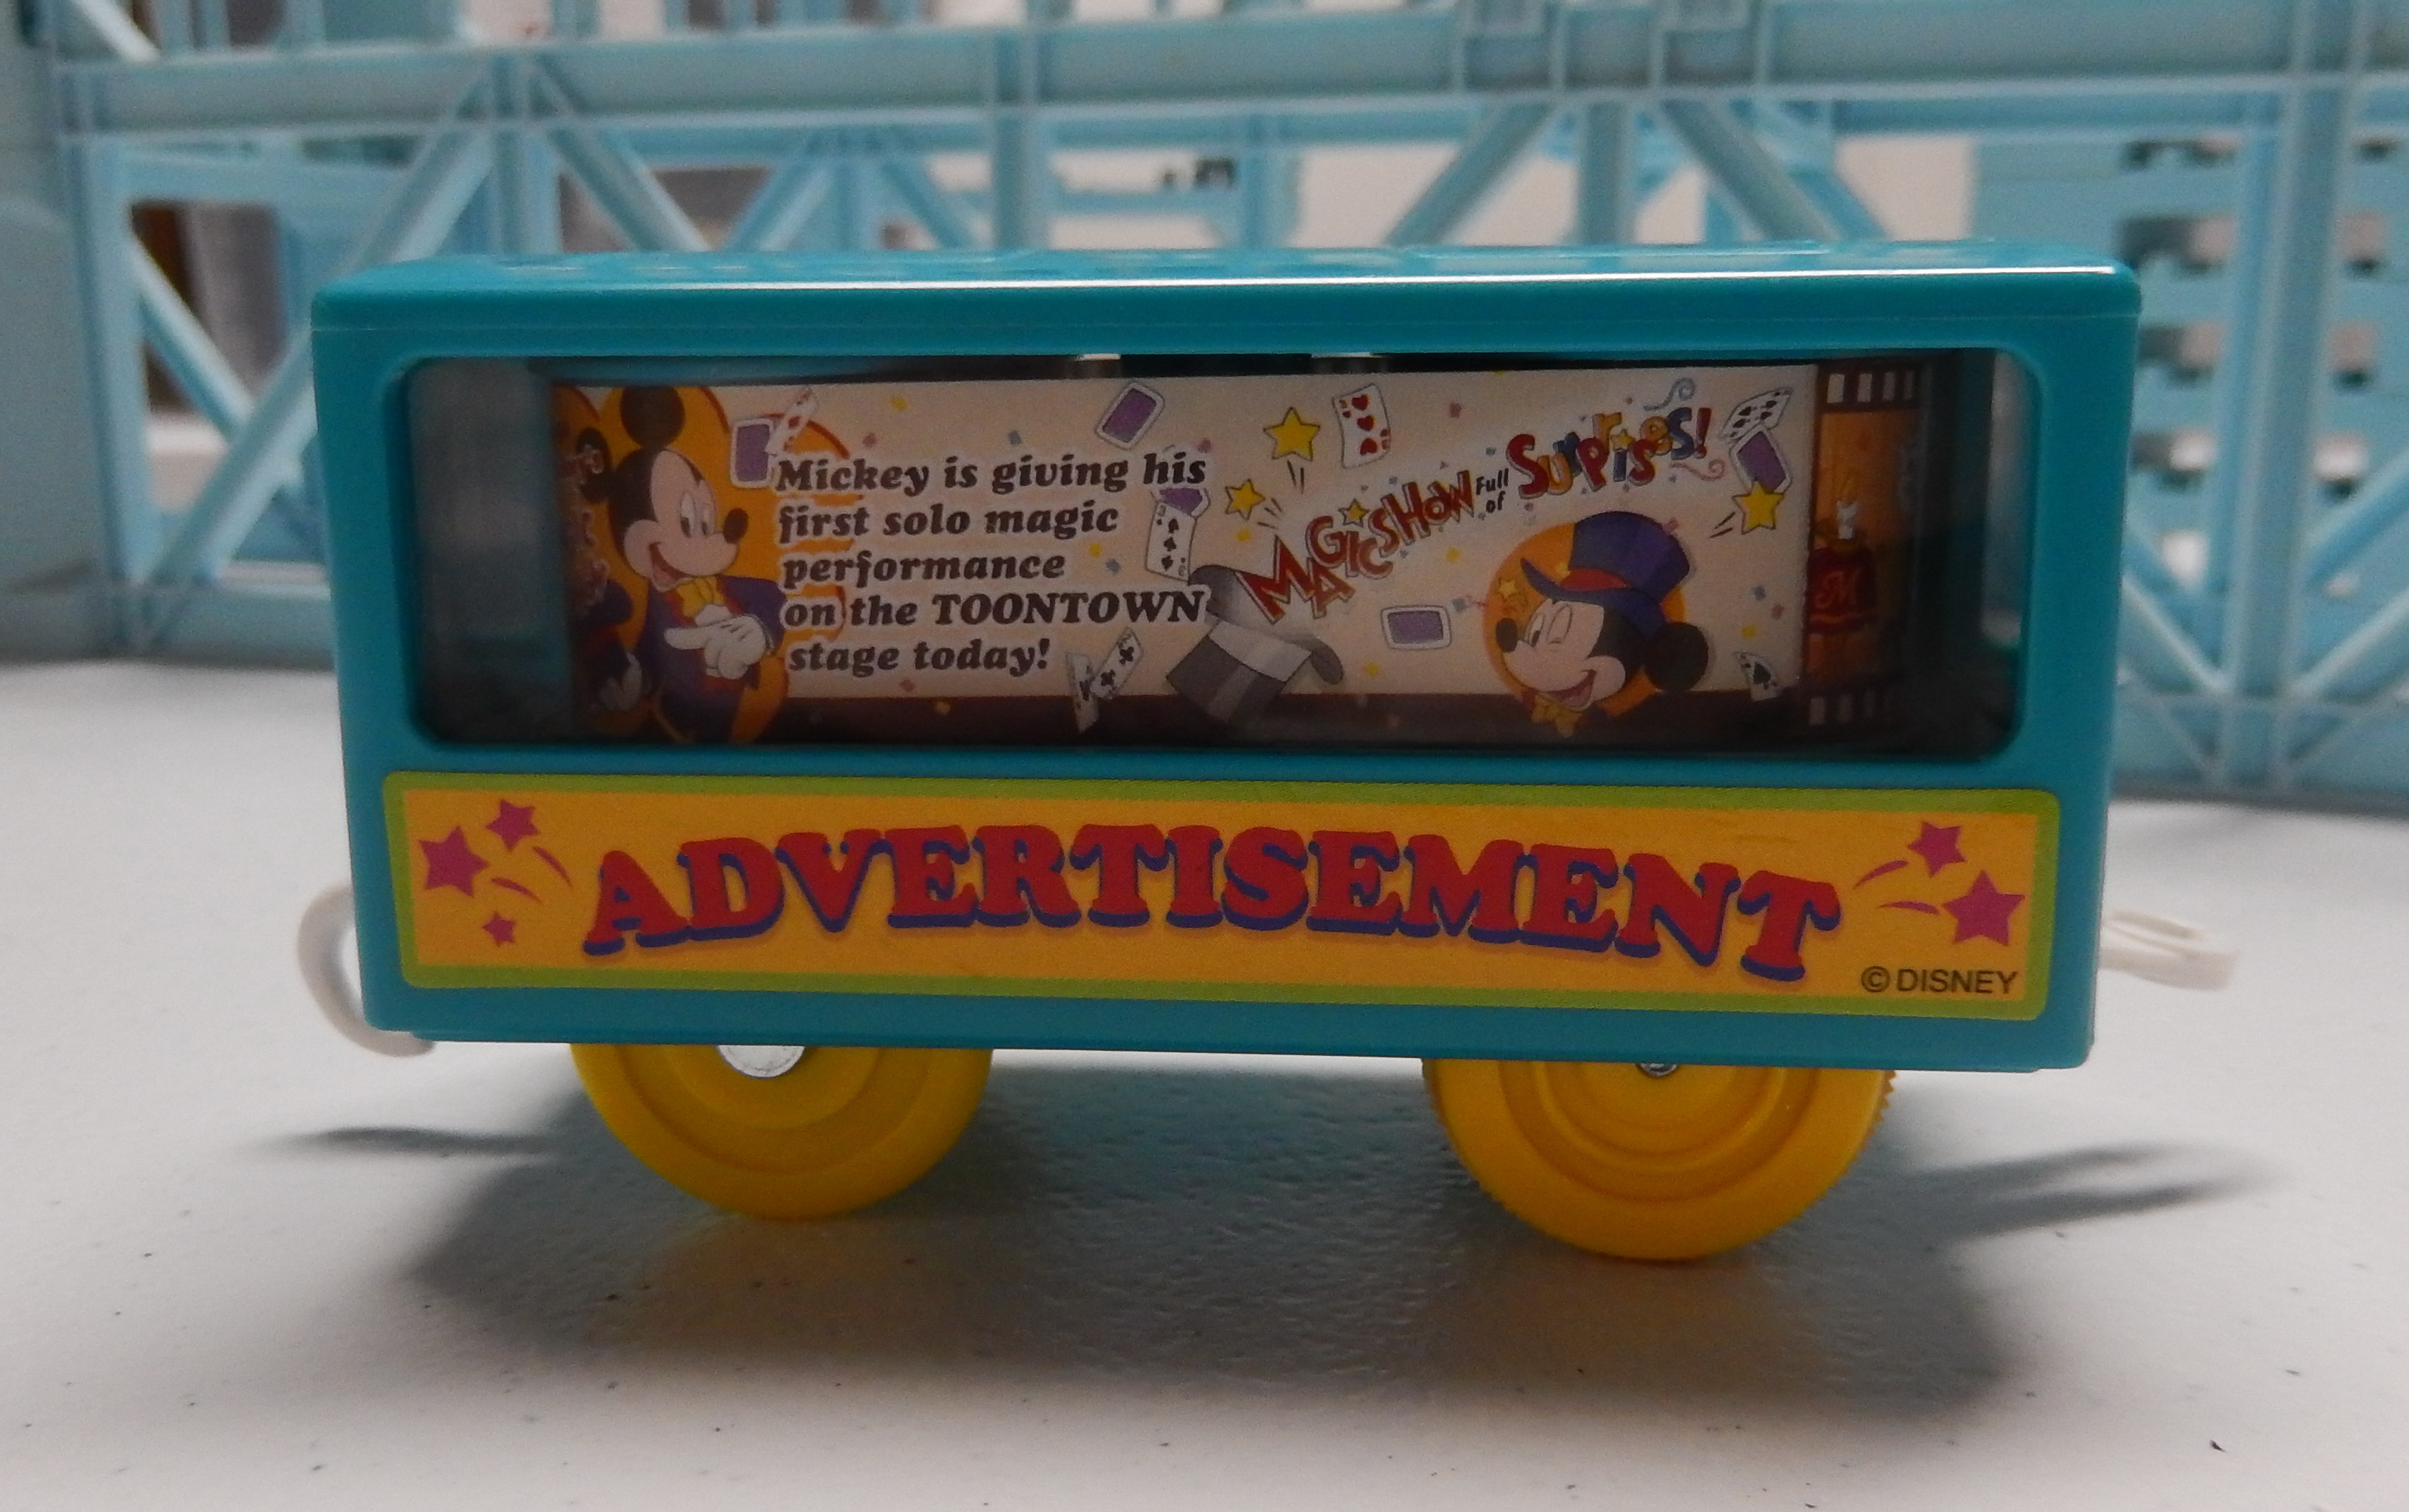 Mickey is giving his
first solo magic
performance
on the TOONTOWN
stage today!
MAGIC SHOW Full of SuRPRiSeS!
M
ADVERTISEMENT
© DISNEY